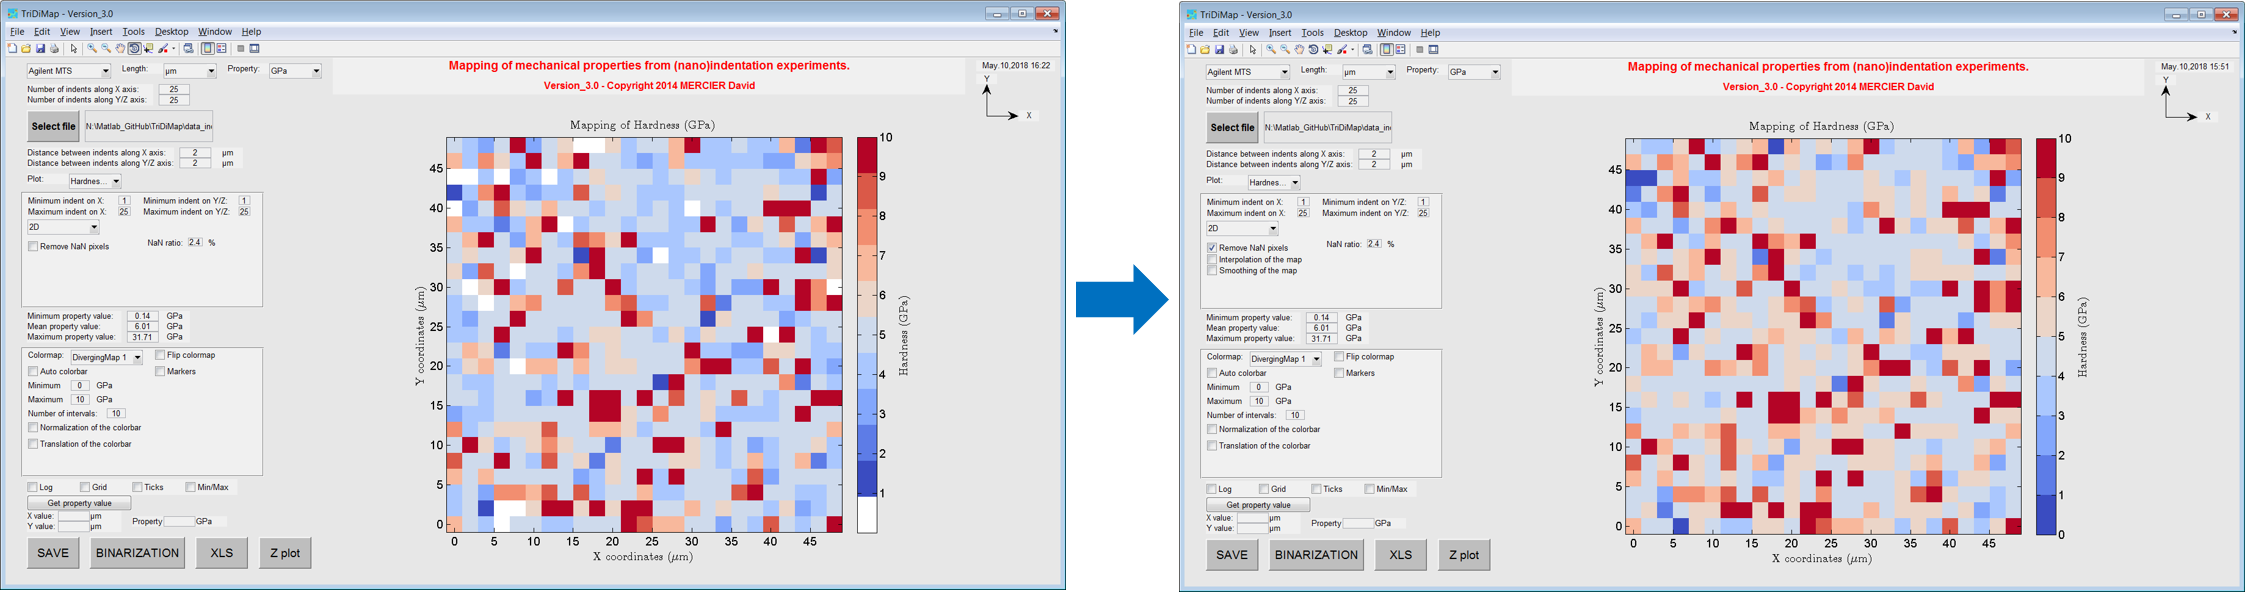 TriDiMap - Version_3.0
File Edit View Insert Tools Desktop Window Help
Agilent MTS Length: µm Property: GPa
Mapping of mechanical properties from (nano)indentation experiments.
Version_3.0 - Copyright 2014 MERCIER David
May.10,2018 16:22
Y
X
Number of indents along X axis: 25
Number of indents along Y/Z axis: 25
Select file N:\Matlab_GitHub\TriDiMap\data_in
Distance between indents along X axis: 2 µm
Distance between indents along Y/Z axis: 2 µm
Plot: Hardnes...
Minimum indent on X: 1 Minimum indent on Y/Z: 1
Maximum indent on X: 25 Maximum indent on Y/Z: 25
2D
Remove NaN pixels NaN ratio: 2.4 %
Minimum property value: 0.14 GPa
Mean property value: 6.01 GPa
Maximum property value: 31.71 GPa
Colormap: DivergingMap 1 Flip colormap
Auto colorbar Markers
Minimum 0 GPa
Maximum 10 GPa
Number of intervals: 10
Normalization of the colorbar
Translation of the colorbar
Log Grid Ticks Min/Max
Get property value
X value: µm
Y value: µm Property GPa
SAVE BINARIZATION XLS Z plot
Mapping of Hardness (GPa)
Y coordinates (µm)
45
40
35
30
25
20
15
10
5
0
0 5 10 15 20 25 30 35 40 45
X coordinates (µm)
10
9
8
7
6
5
4
3
2
1
Hardness (GPa)
TriDiMap - Version_3.0
File Edit View Insert Tools Desktop Window Help
Agilent MTS Length: µm Property: GPa
Mapping of mechanical properties from (nano)indentation experiments.
Version_3.0 - Copyright 2014 MERCIER David
May.10,2018 15:51
Y
X
Number of indents along X axis: 25
Number of indents along Y/Z axis: 25
Select file N:\Matlab_GitHub\TriDiMap\data_in
Distance between indents along X axis: 2 µm
Distance between indents along Y/Z axis: 2 µm
Plot: Hardnes...
Minimum indent on X: 1 Minimum indent on Y/Z: 1
Maximum indent on X: 25 Maximum indent on Y/Z: 25
2D
Remove NaN pixels NaN ratio: 2.4 %
Interpolation of the map
Smoothing of the map
Minimum property value: 0.14 GPa
Mean property value: 6.01 GPa
Maximum property value: 31.71 GPa
Colormap: DivergingMap 1 Flip colormap
Auto colorbar Markers
Minimum 0 GPa
Maximum 10 GPa
Number of intervals: 10
Normalization of the colorbar
Translation of the colorbar
Log Grid Ticks Min/Max
Get property value
X value: µm
Y value: µm Property GPa
SAVE BINARIZATION XLS Z plot
Mapping of Hardness (GPa)
Y coordinates (µm)
45
40
35
30
25
20
15
10
5
0
0 5 10 15 20 25 30 35 40 45
X coordinates (µm)
10
9
8
7
6
5
4
3
2
1
0
Hardness (GPa)